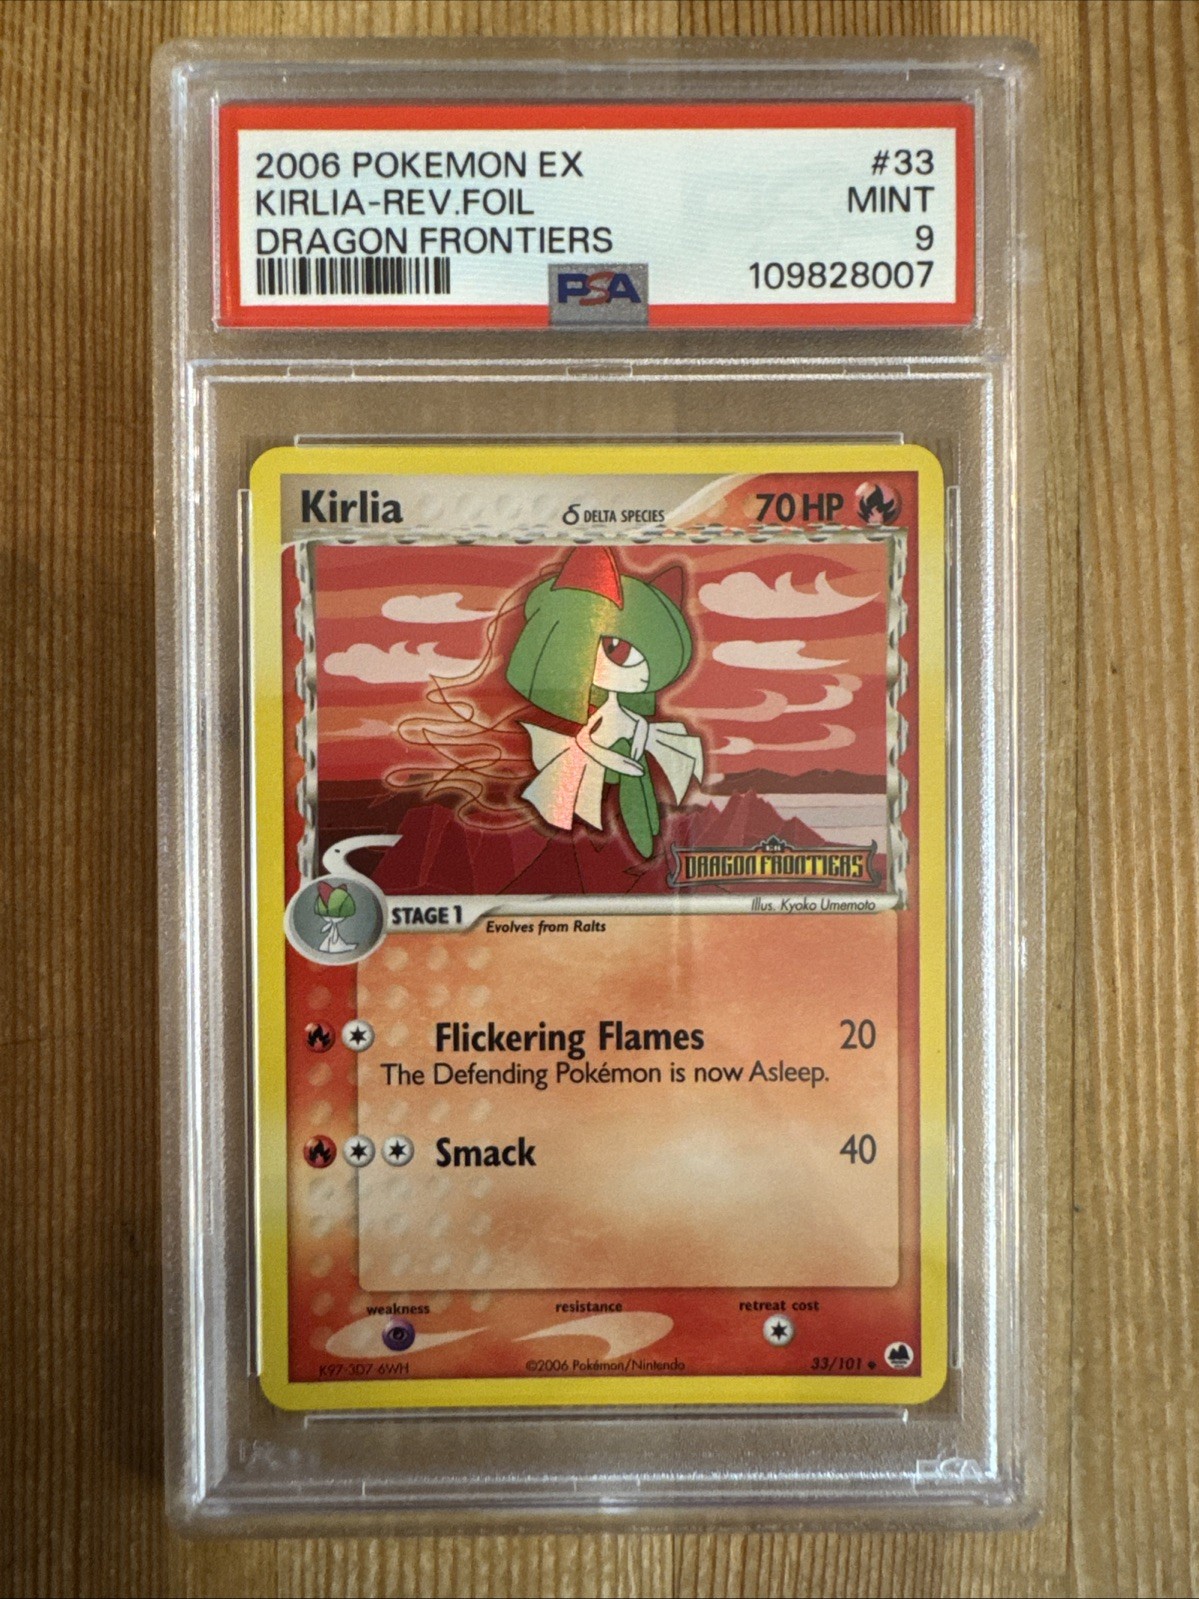 2006 POKEMON EX #33
KIRLIA-REV.FOIL MINT
DRAGON FRONTIERS 9
PSA 109828007
Kirlia δ DELTA SPECIES 70 HP
EX
DRAGON FRONTIERS
Illus. Kyoko Umemoto
STAGE 1
Evolves from Ralts
Flickering Flames 20
The Defending Pokémon is now Asleep.
Smack 40
weakness resistance retreat cost
K97-3D7-6WH ©2006 Pokémon/Nintendo 33/101
PSA